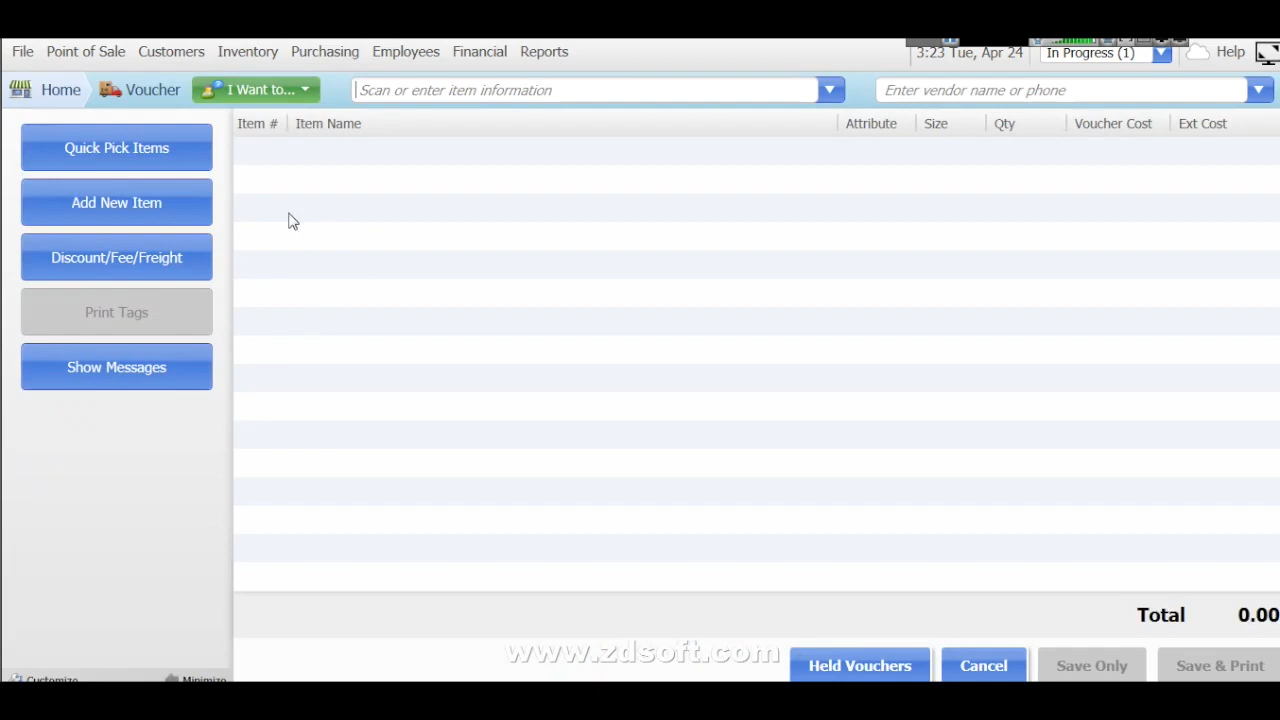 File Point of Sale Customers Inventory Purchasing Employees Financial Reports 3:23 Tue, Apr 24 In Progress (1) Help
Home Voucher I Want to... Scan or enter item information Enter vendor name or phone
Item # Item Name Attribute Size Qty Voucher Cost Ext Cost
Quick Pick Items
Add New Item
Discount/Fee/Freight
Print Tags
Show Messages
Total 0.00
www.zdsoft.com
Held Vouchers Cancel Save Only Save & Print
Customize Minimize